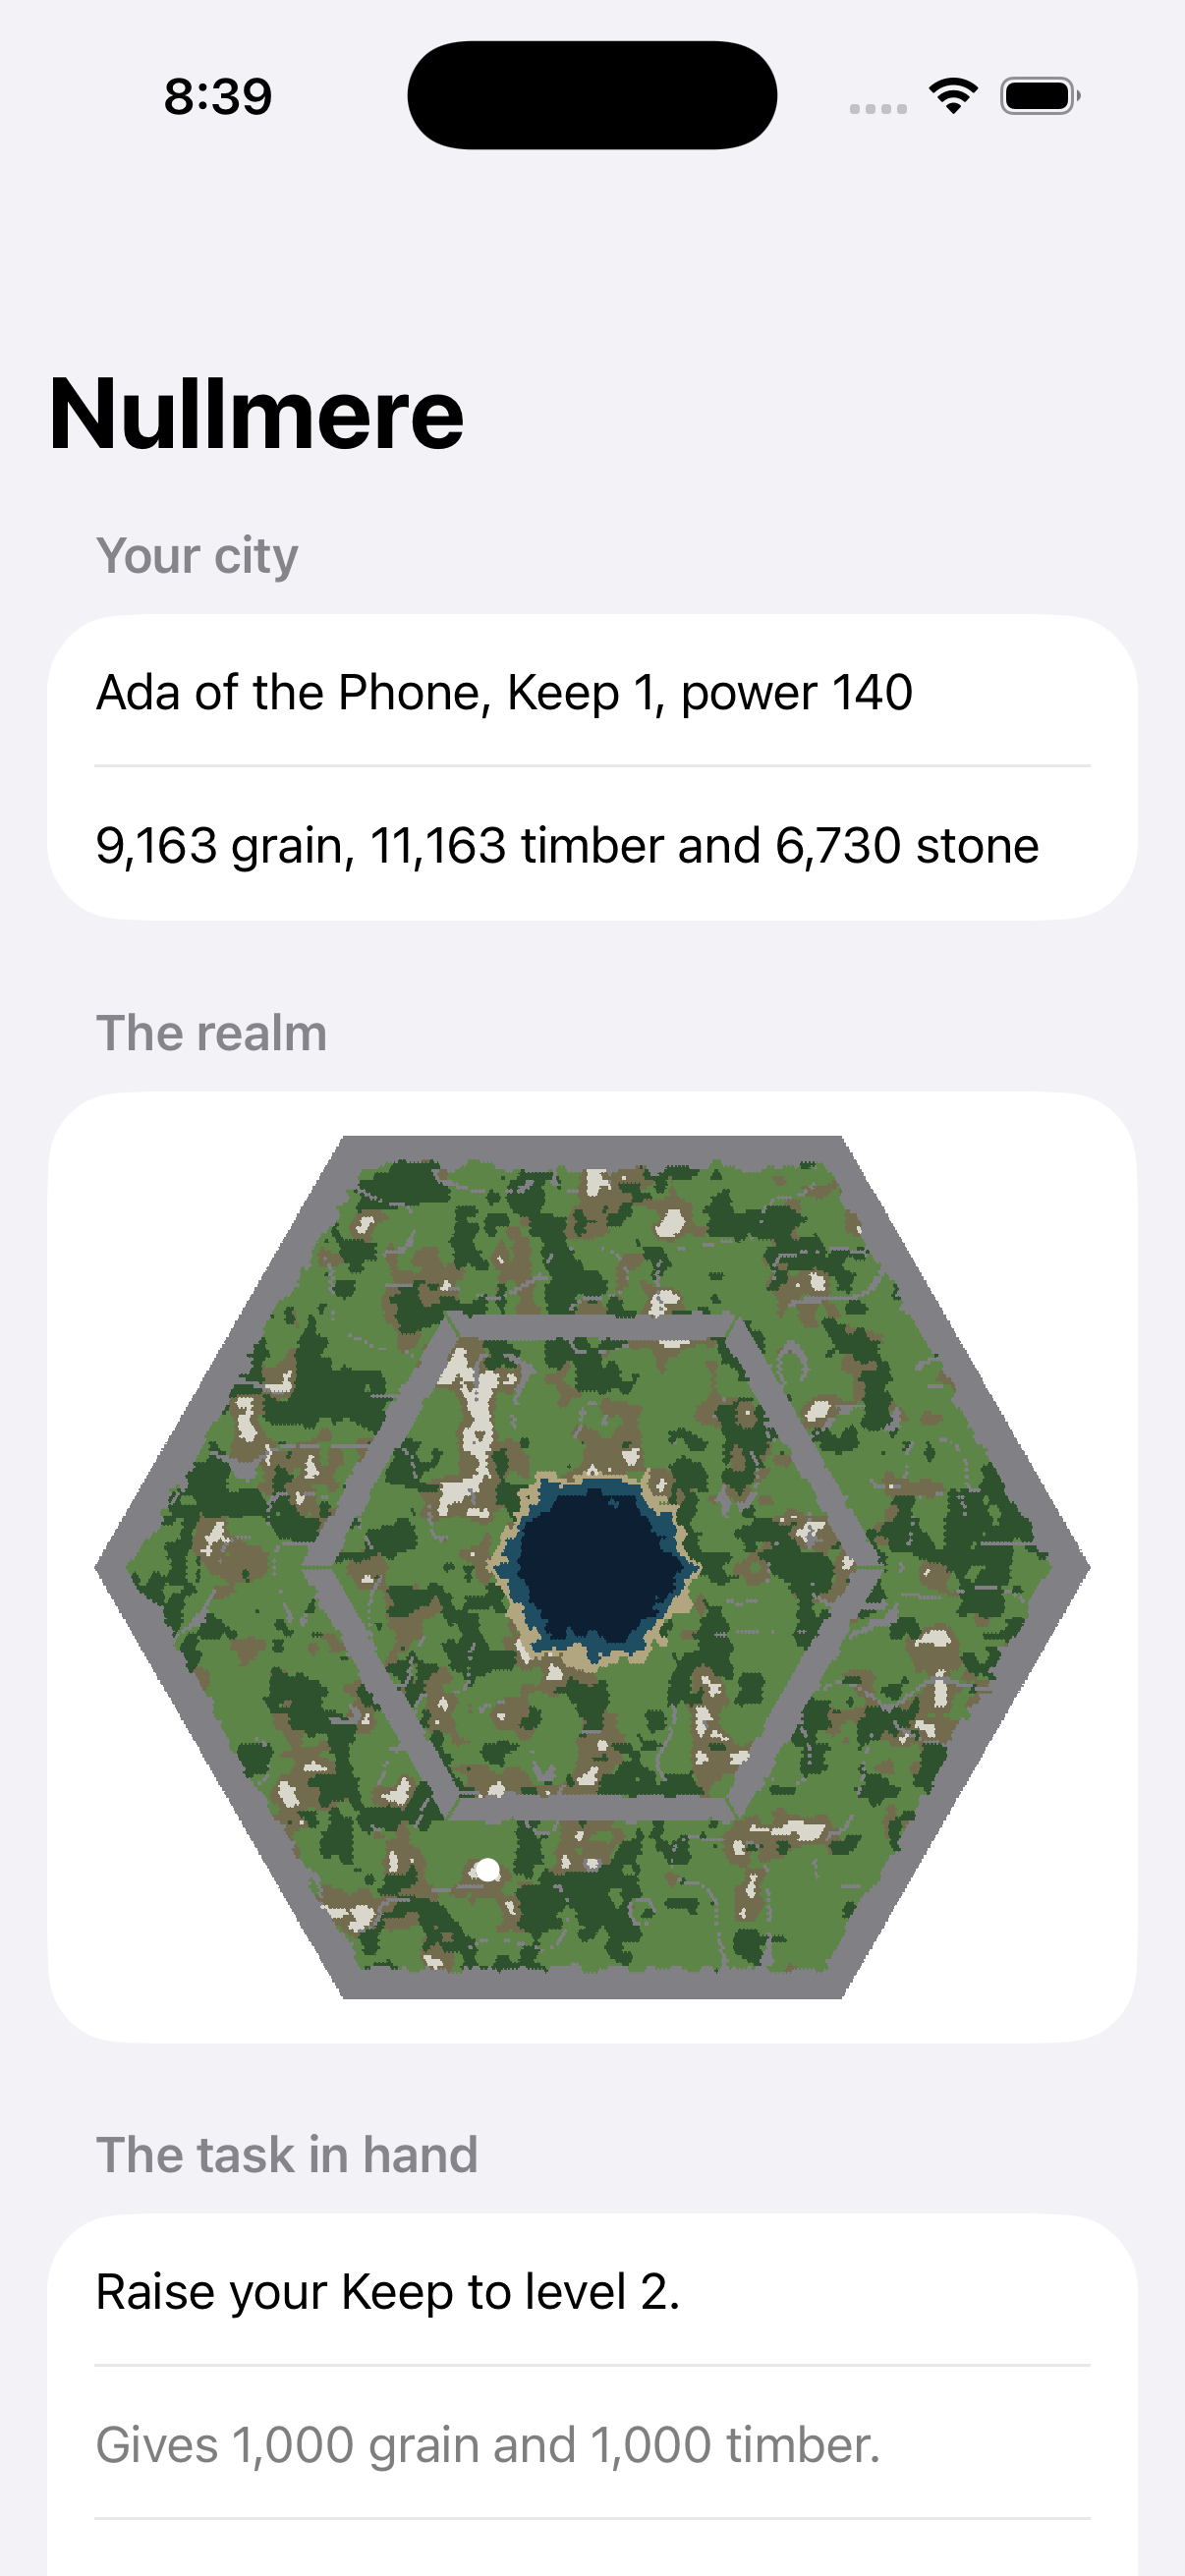 8:39
Nullmere
Your city
Ada of the Phone, Keep 1, power 140
9,163 grain, 11,163 timber and 6,730 stone
The realm
The task in hand
Raise your Keep to level 2.
Gives 1,000 grain and 1,000 timber.